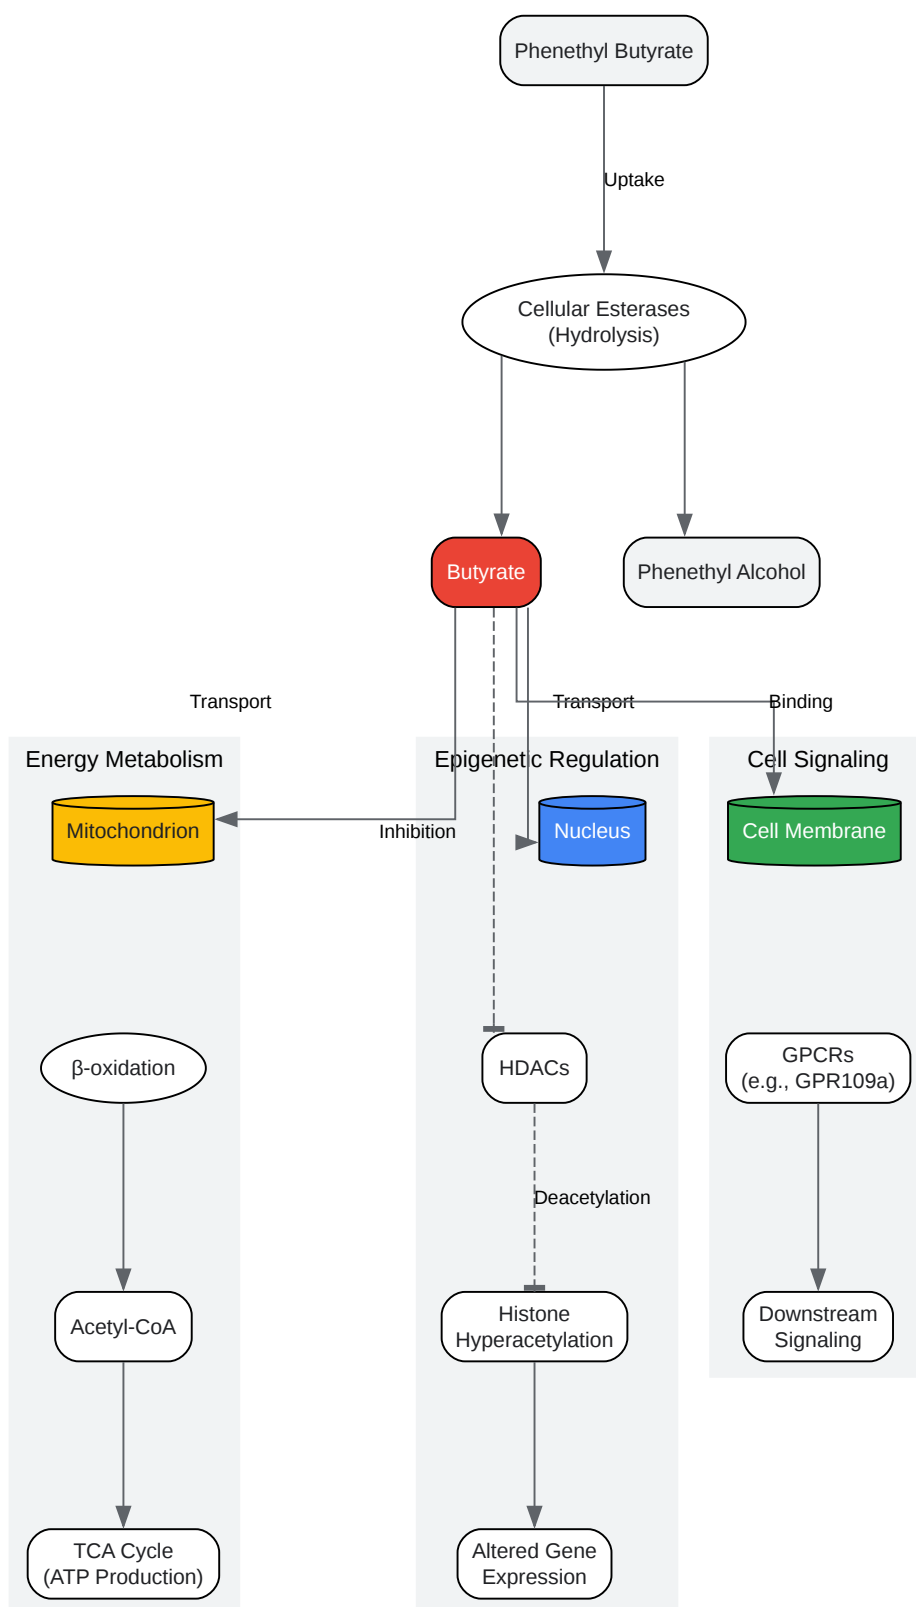 Phenethyl Butyrate
Uptake
Cellular Esterases
(Hydrolysis)
Butyrate
Phenethyl Alcohol
Transport
Transport
Binding
Energy Metabolism
Epigenetic Regulation
Cell Signaling
Mitochondrion
Inhibition
Nucleus
Cell Membrane
β-oxidation
HDACs
GPCRs
(e.g., GPR109a)
Deacetylation
Acetyl-CoA
Histone
Hyperacetylation
Downstream
Signaling
TCA Cycle
(ATP Production)
Altered Gene
Expression